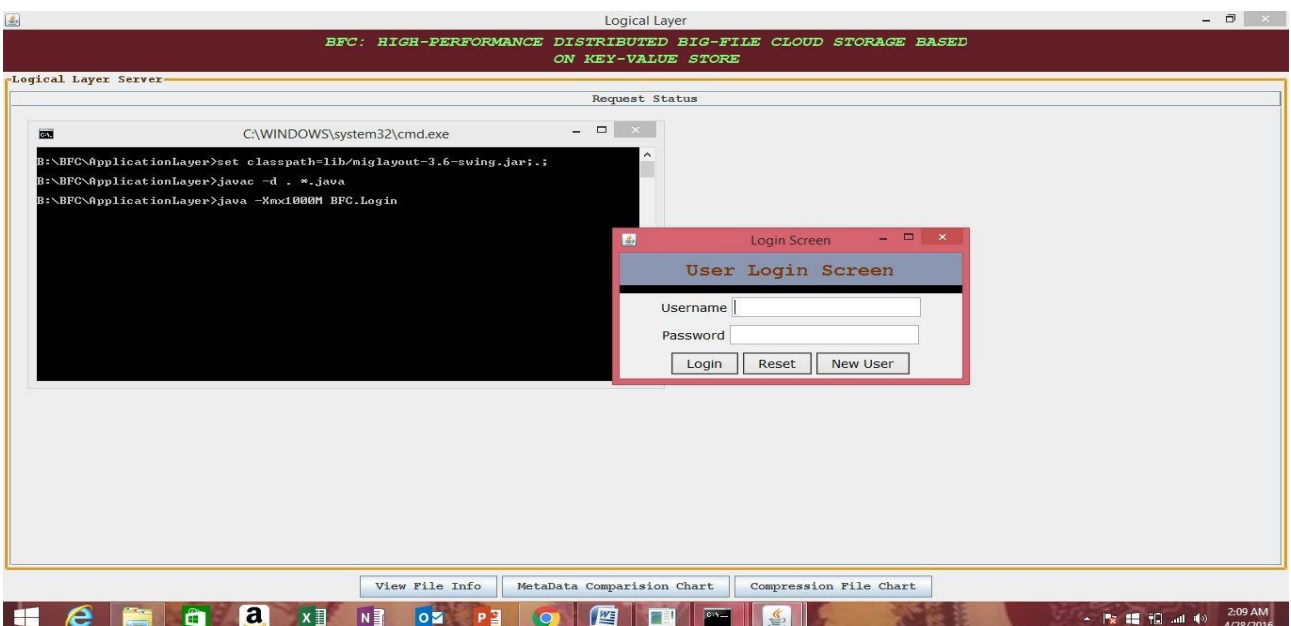 Logical Layer
BFC: HIGH-PERFORMANCE DISTRIBUTED BIG-FILE CLOUD STORAGE BASED
ON KEY-VALUE STORE
Logical Layer Server
Request Status
C:\WINDOWS\system32\cmd.exe
B:\BFC\ApplicationLayer>set classpath=lib/miglayout-3.6-swing.jar;.;
B:\BFC\ApplicationLayer>javac -d . *.java
B:\BFC\ApplicationLayer>java -Xmx1000M BFC.Login
Login Screen
User Login Screen
Username
Password
Login Reset New User
View File Info MetaData Comparision Chart Compression File Chart
2:09 AM
4/28/2016